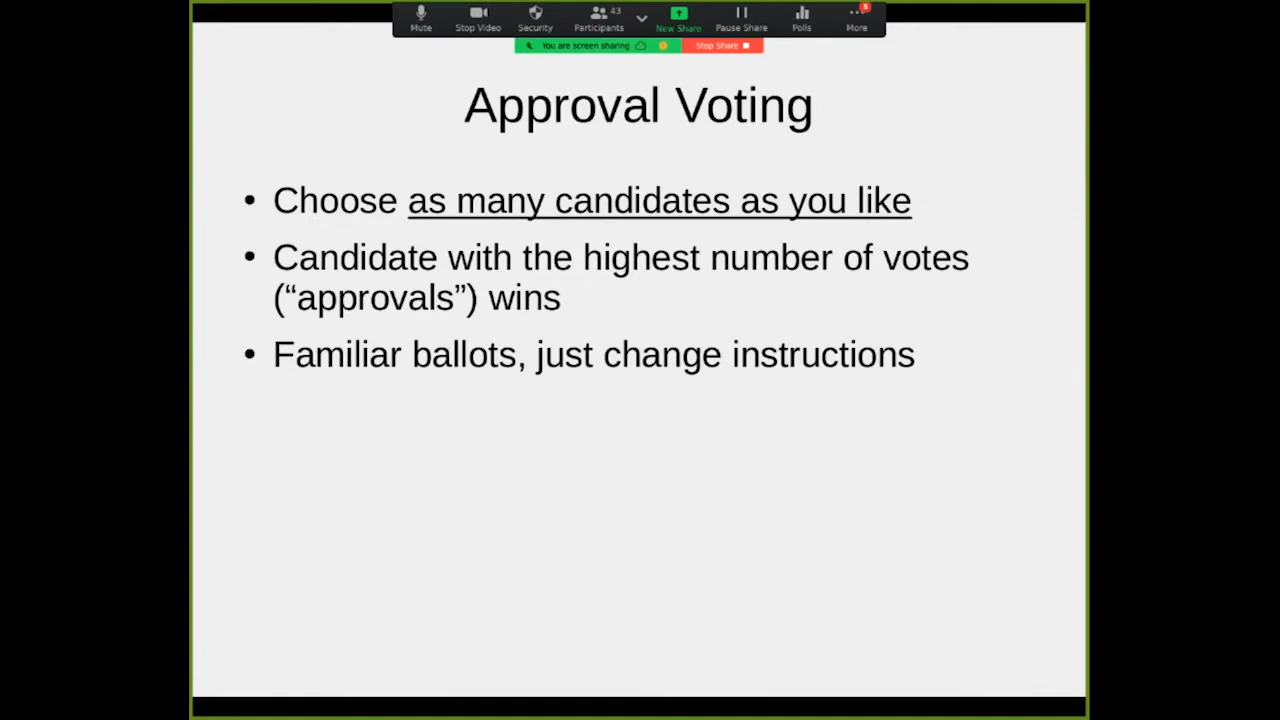 43
5
Mute Stop Video Security Participants New Share Pause Share Polls More
You are screen sharing Stop Share
Approval Voting
• Choose as many candidates as you like
• Candidate with the highest number of votes
(“approvals”) wins
• Familiar ballots, just change instructions